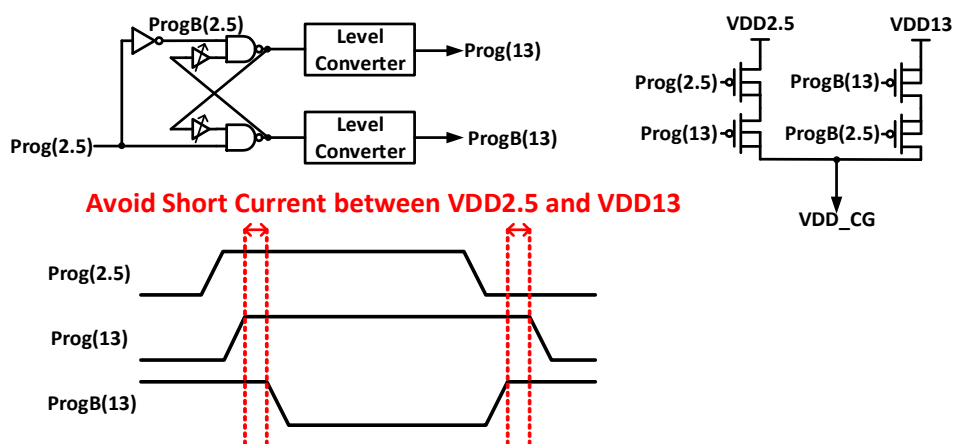 ProgB(2.5)
Level
Converter
Prog(13)
Prog(2.5)
Level
Converter
ProgB(13)
VDD2.5
VDD13
Prog(2.5)
ProgB(13)
Prog(13)
ProgB(2.5)
VDD_CG
Avoid Short Current between VDD2.5 and VDD13
Prog(2.5)
Prog(13)
ProgB(13)